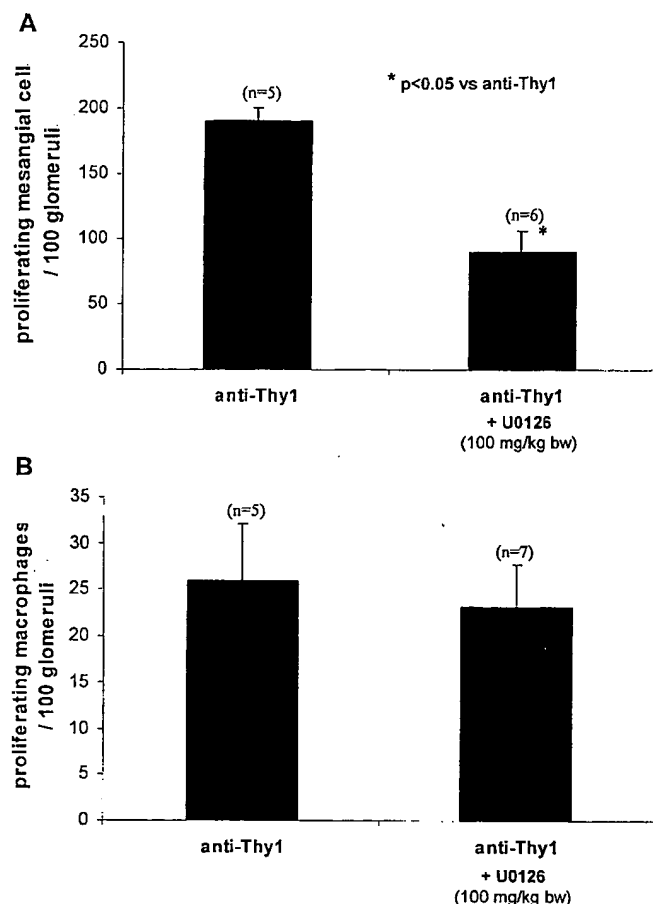 A
proliferating mesangial cell
/ 100 glomeruli
250
200
150
100
50
0
(n=5)
* p<0.05 vs anti-Thy1
(n=6)
*
anti-Thy1
anti-Thy1
+ U0126
(100 mg/kg bw)
B
proliferating macrophages
/ 100 glomeruli
35
30
25
20
15
10
5
0
(n=5)
(n=7)
anti-Thy1
anti-Thy1
+ U0126
(100 mg/kg bw)